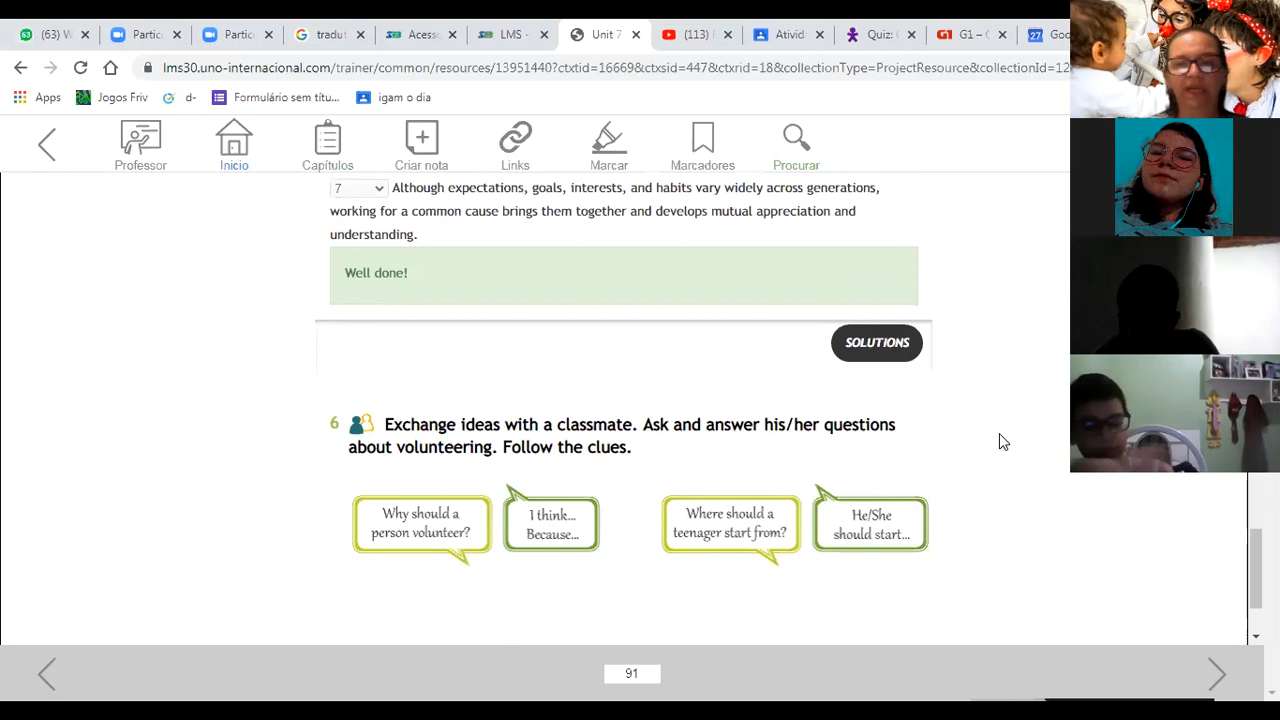 (63) W
Partic
Partic
tradut
Acess
LMS -
Unit 7
(113) F
Ativid
Quiz:
G1 – C
Goo
lms30.uno-internacional.com/trainer/common/resources/13951440?ctxtid=16669&ctxsid=447&ctxrid=18&collectionType=ProjectResource&collectionId=12
Apps
Jogos Friv
d-
Formulário sem títu...
igam o dia
Professor
Inicio
Capítulos
Criar nota
Links
Marcar
Marcadores
Procurar
7 Although expectations, goals, interests, and habits vary widely across generations,
working for a common cause brings them together and develops mutual appreciation and
understanding.
Well done!
SOLUTIONS
6 Exchange ideas with a classmate. Ask and answer his/her questions
about volunteering. Follow the clues.
Why should a
person volunteer?
I think...
Because...
Where should a
teenager start from?
He/She
should start...
91